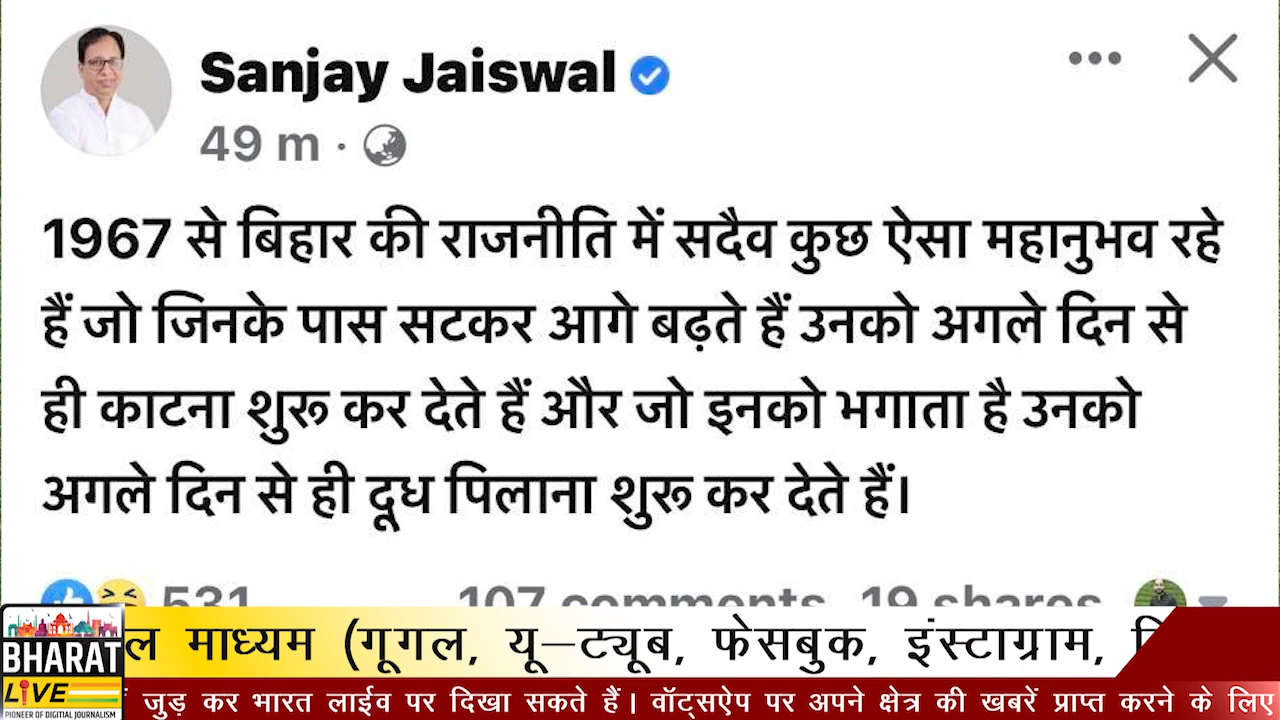 Sanjay Jaiswal
49 m ·
1967 से बिहार की राजनीति में सदैव कुछ ऐसा महानुभव रहे
हैं जो जिनके पास सटकर आगे बढ़ते हैं उनको अगले दिन से
ही काटना शुरू कर देते हैं और जो इनको भगाता है उनको
अगले दिन से ही दूध पिलाना शुरू कर देते हैं।
531 107 comments 19 shares
ल माध्यम (गूगल, यू–ट्यूब, फेसबुक, इंस्टाग्राम,
BHARAT
LIVE
PIONEER OF DIGITIAL JOURNALISM
जुड़ कर भारत लाईव पर दिखा सकते हैं। वॉट्सऐप पर अपने क्षेत्र की खबरें प्राप्त करने के लिए